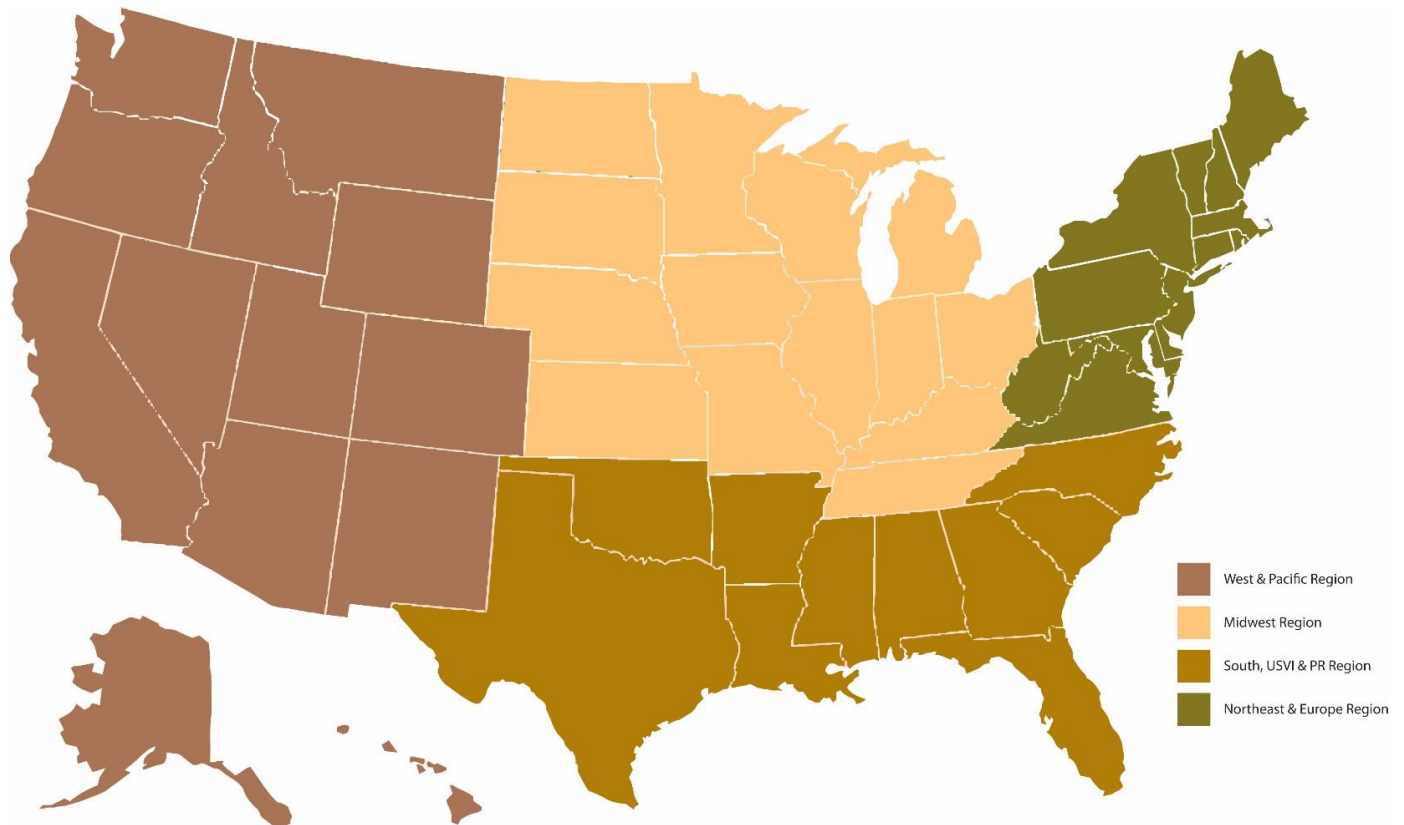 West & Pacific Region
Midwest Region
South, USVI & PR Region
Northeast & Europe Region